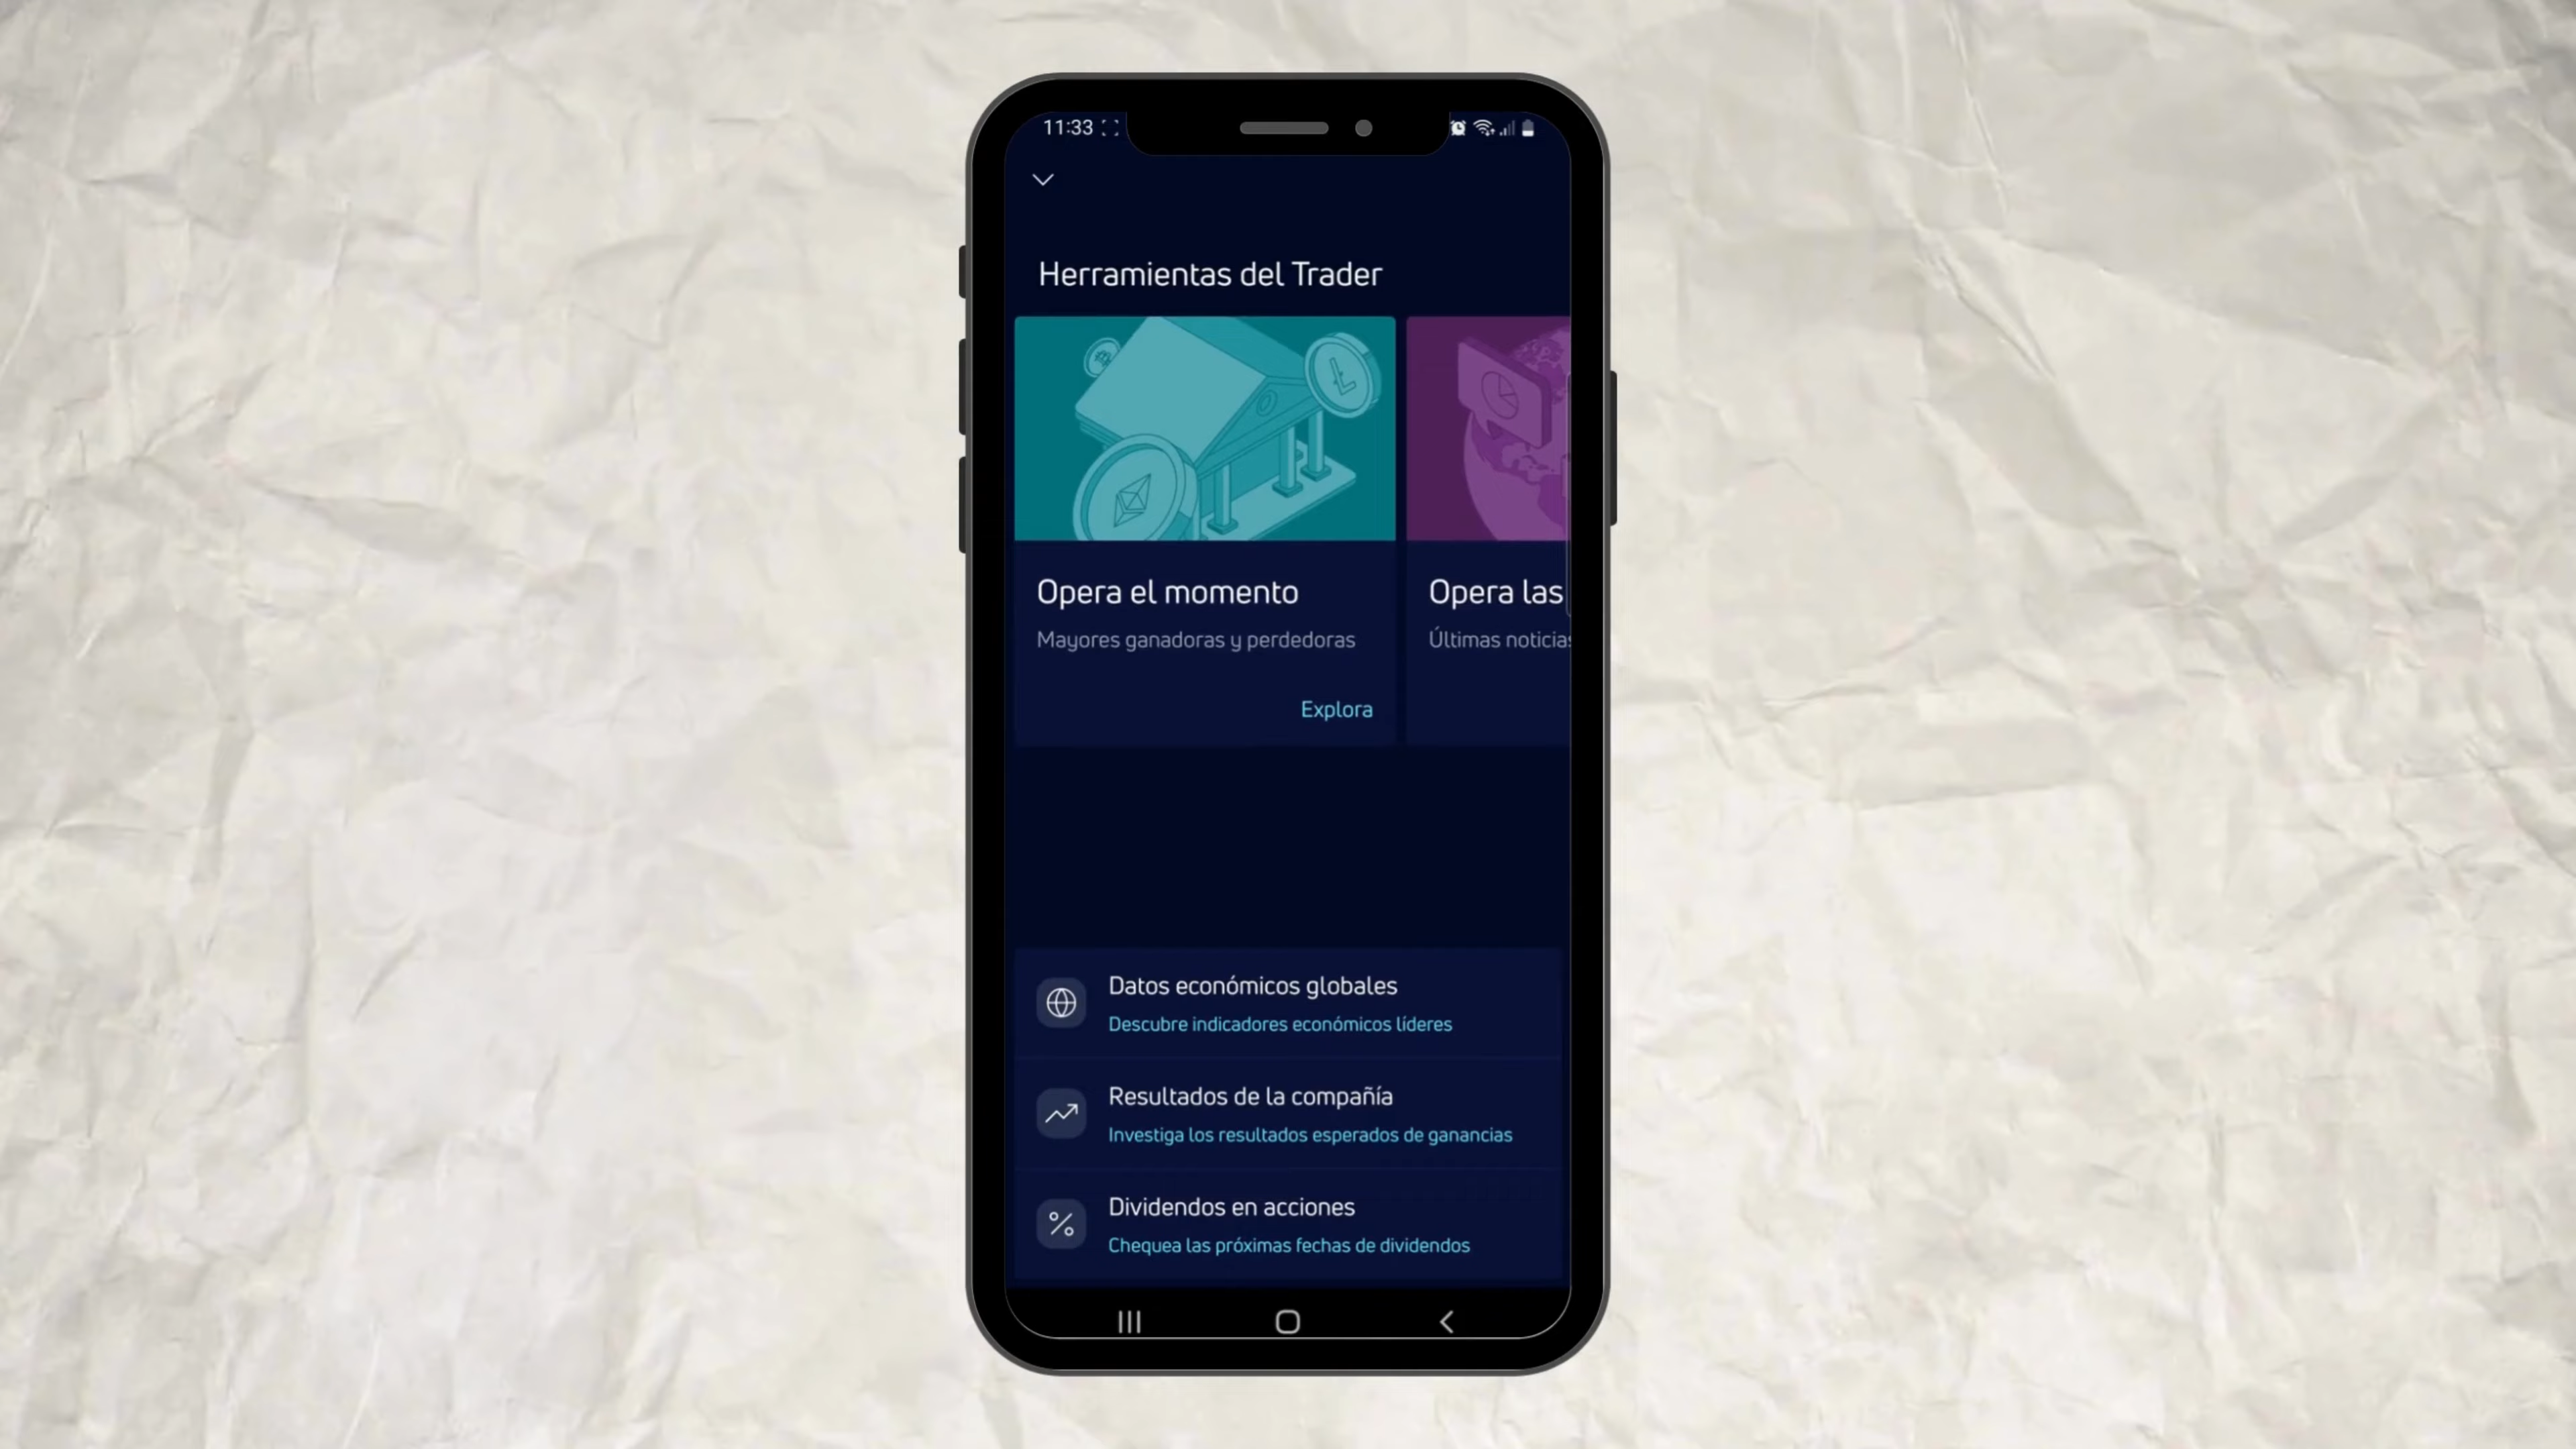 11:33
Herramientas del Trader
Opera el momento
Mayores ganadoras y perdedoras
Explora
Opera las
Últimas noticias
Datos económicos globales
Descubre indicadores económicos líderes
Resultados de la compañía
Investiga los resultados esperados de ganancias
Dividendos en acciones
Chequea las próximas fechas de dividendos